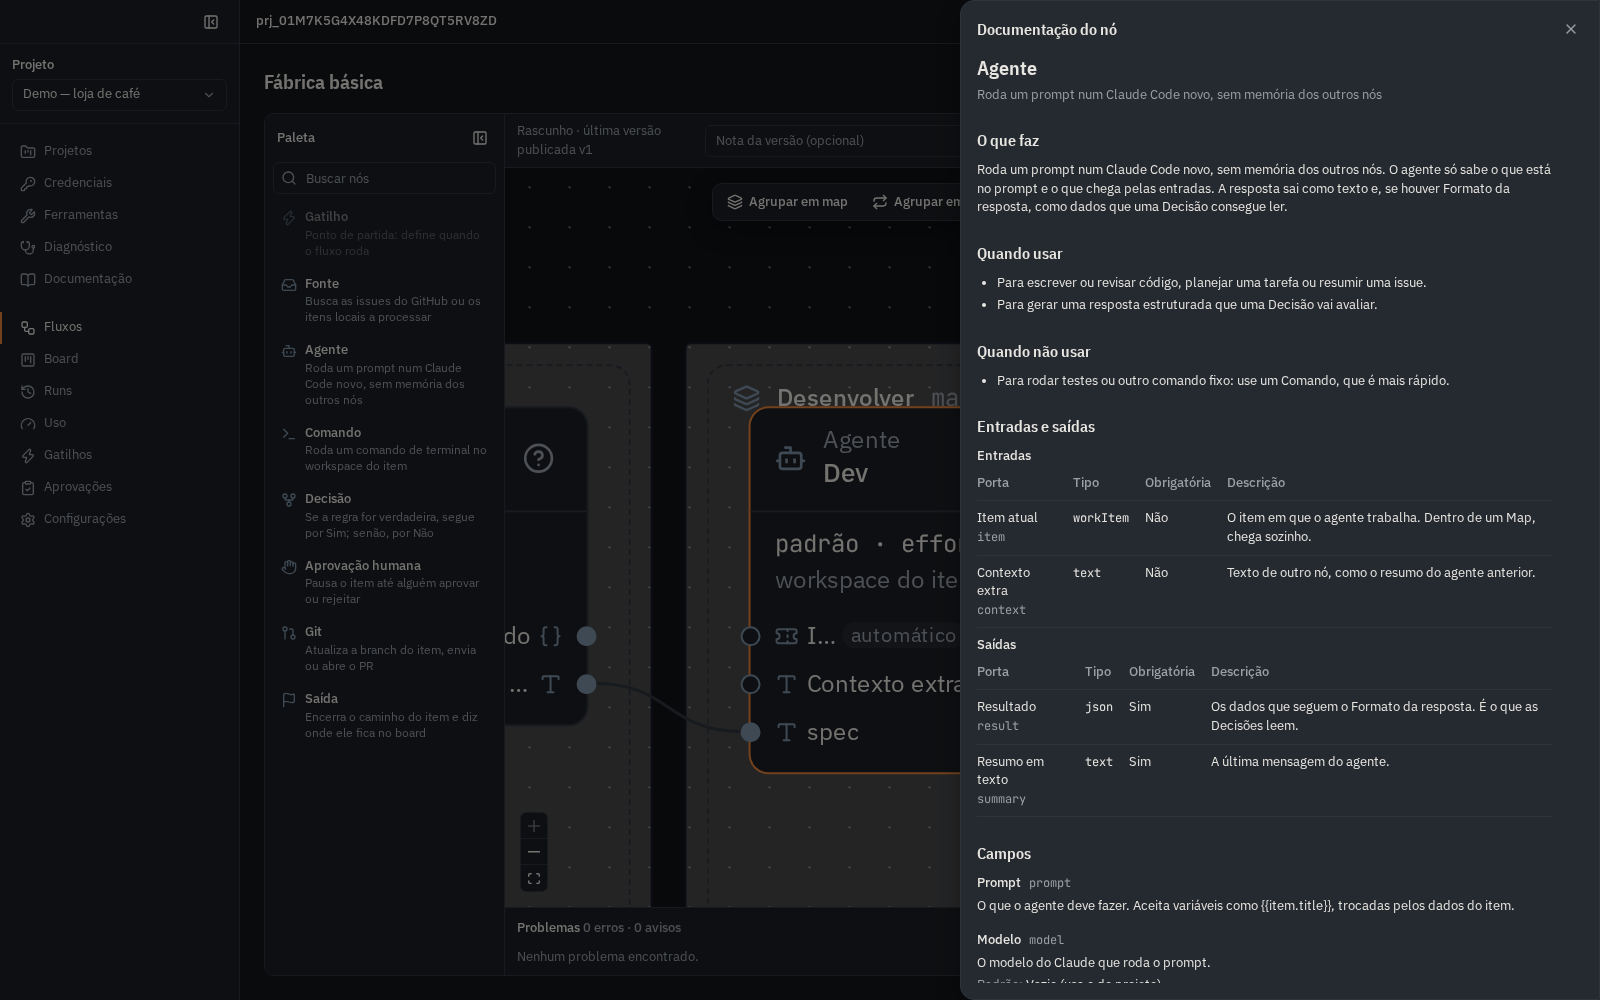 prj_01M7K5G4X48KDFD7P8QT5RV8ZD
Projeto
Demo — loja de café
Projetos
Credenciais
Ferramentas
Diagnóstico
Documentação
Fluxos
Board
Runs
Uso
Gatilhos
Aprovações
Configurações
Fábrica básica
Paleta
Buscar nós
Gatilho
Ponto de partida: define quando
o fluxo roda
Fonte
Busca as issues do GitHub ou os
itens locais a processar
Agente
Roda um prompt num Claude
Code novo, sem memória dos
outros nós
Comando
Roda um comando de terminal no
workspace do item
Decisão
Se a regra for verdadeira, segue
por Sim; senão, por Não
Aprovação humana
Pausa o item até alguém aprovar
ou rejeitar
Git
Atualiza a branch do item, envia
ou abre o PR
Saída
Encerra o caminho do item e diz
onde ele fica no board
Rascunho · última versão
publicada v1
Nota da versão (opcional)
Agrupar em map
Agrupar em
do {}
... T
Desenvolver ma
Agente
Dev
padrão · effo
workspace do ite
I... automático
T Contexto extra
T spec
Problemas 0 erros · 0 avisos
Nenhum problema encontrado.
Documentação do nó
Agente
Roda um prompt num Claude Code novo, sem memória dos outros nós
O que faz
Roda um prompt num Claude Code novo, sem memória dos outros nós. O agente só sabe o que está
no prompt e o que chega pelas entradas. A resposta sai como texto e, se houver Formato da
resposta, como dados que uma Decisão consegue ler.
Quando usar
• Para escrever ou revisar código, planejar uma tarefa ou resumir uma issue.
• Para gerar uma resposta estruturada que uma Decisão vai avaliar.
Quando não usar
• Para rodar testes ou outro comando fixo: use um Comando, que é mais rápido.
Entradas e saídas
Entradas
Porta Tipo Obrigatória Descrição
Item atual workItem Não O item em que o agente trabalha. Dentro de um Map,
item chega sozinho.
Contexto text Não Texto de outro nó, como o resumo do agente anterior.
extra
context
Saídas
Porta Tipo Obrigatória Descrição
Resultado json Sim Os dados que seguem o Formato da resposta. É o que as
result Decisões leem.
Resumo em text Sim A última mensagem do agente.
texto
summary
Campos
Prompt prompt
O que o agente deve fazer. Aceita variáveis como {{item.title}}, trocadas pelos dados do item.
Modelo model
O modelo do Claude que roda o prompt.
Padrão: Vazio (usa o do projeto)